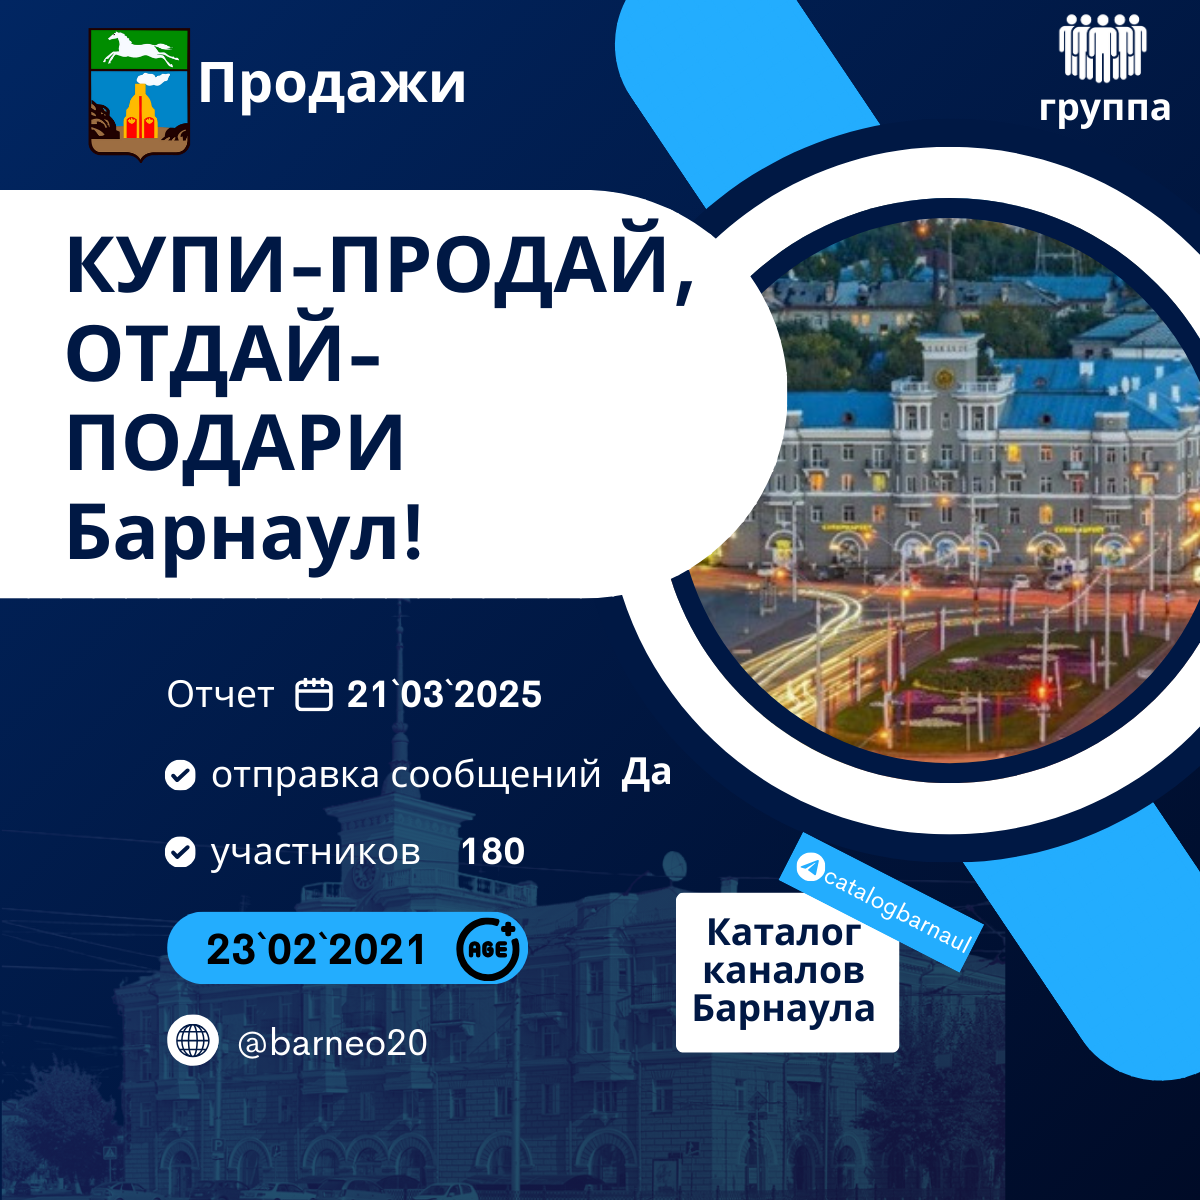 Продажи
группа
КУПИ-ПРОДАЙ,
ОТДАЙ-
ПОДАРИ
Барнаул!
Отчет 21`03`2025
отправка сообщений Да
участников 180
23`02`2021 AGE+
@barneo20
catalogbarnaul
Каталог
каналов
Барнаула